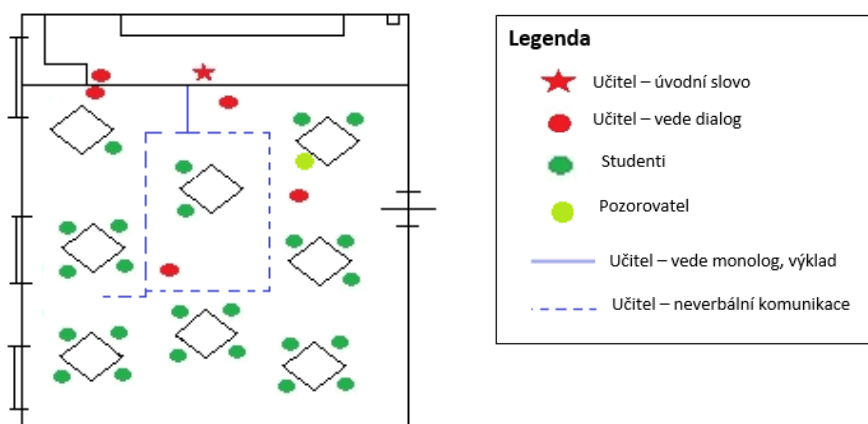 Legenda
Učitel – úvodní slovo
Učitel – vede dialog
Studenti
Pozorovatel
Učitel – vede monolog, výklad
Učitel – neverbální komunikace